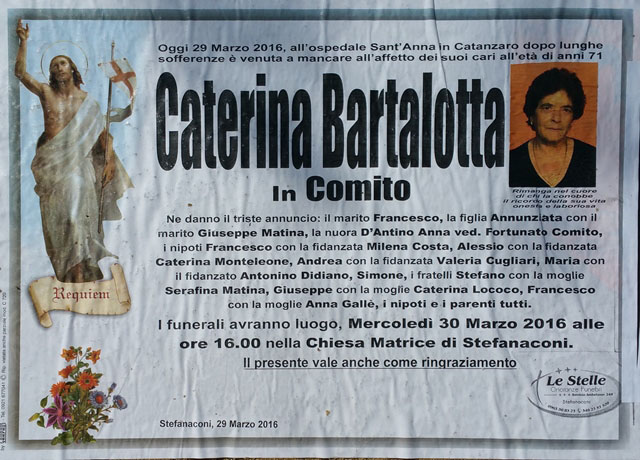 Oggi 29 Marzo 2016, all'ospedale Sant'Anna in Catanzaro dopo lunghe
sofferenze è venuta a mancare all'affetto dei suoi cari all'età di anni 71
Caterina Bartalotta
In Comito
Rimanga nel cuore
di chi la conobbe
il ricordo della sua vita
onesta e laboriosa
Ne danno il triste annuncio: il marito Francesco, la figlia Annunziata con il
marito Giuseppe Matina, la nuora D'Antino Anna ved. Fortunato Comito,
i nipoti Francesco con la fidanzata Milena Costa, Alessio con la fidanzata
Caterina Monteleone, Andrea con la fidanzata Valeria Cugliari, Maria con
il fidanzato Antonino Didiano, Simone, i fratelli Stefano con la moglie
Serafina Matina, Giuseppe con la moglie Caterina Lococo, Francesco
con la moglie Anna Gallè, i nipoti e i parenti tutti.
Requiem
I funerali avranno luogo, Mercoledì 30 Marzo 2016 alle
ore 16.00 nella Chiesa Matrice di Stefanaconi.
Il presente vale anche come ringraziamento
Le Stelle
Onoranze Funebri
Stefanaconi
Stefanaconi, 29 Marzo 2016